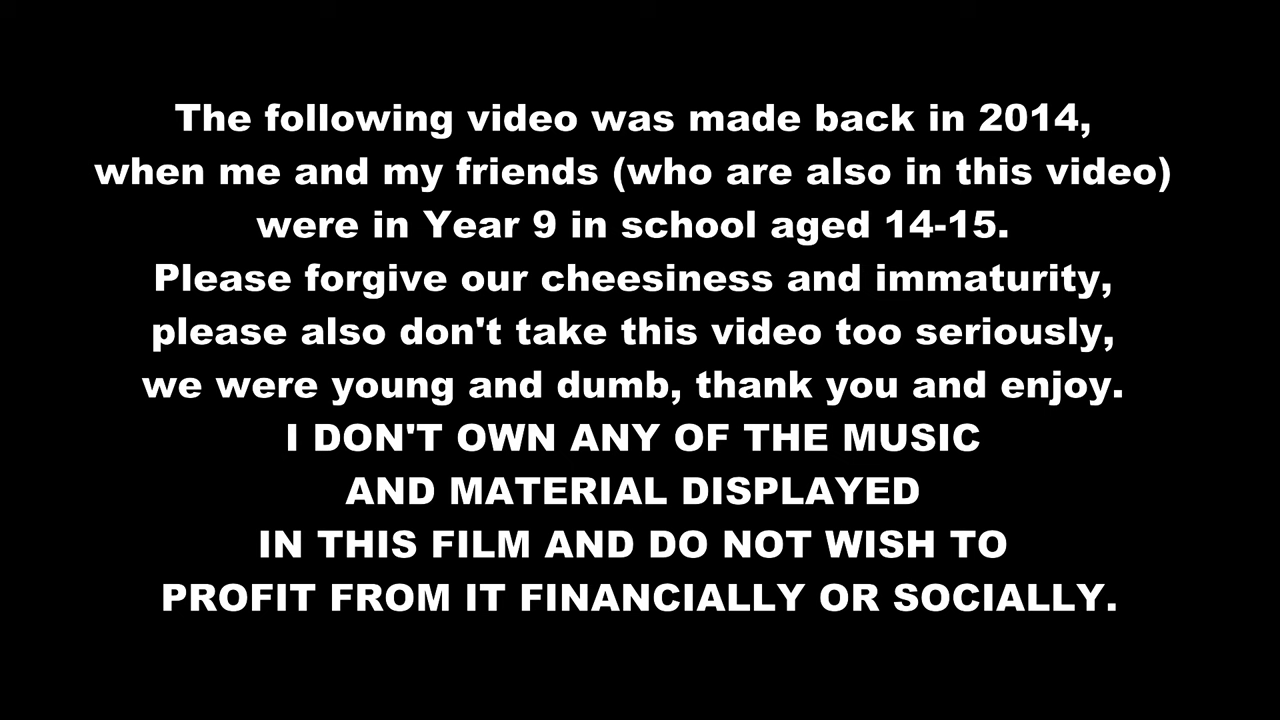 The following video was made back in 2014,
when me and my friends (who are also in this video)
were in Year 9 in school aged 14-15.
Please forgive our cheesiness and immaturity,
please also don't take this video too seriously,
we were young and dumb, thank you and enjoy.
I DON'T OWN ANY OF THE MUSIC
AND MATERIAL DISPLAYED
IN THIS FILM AND DO NOT WISH TO
PROFIT FROM IT FINANCIALLY OR SOCIALLY.